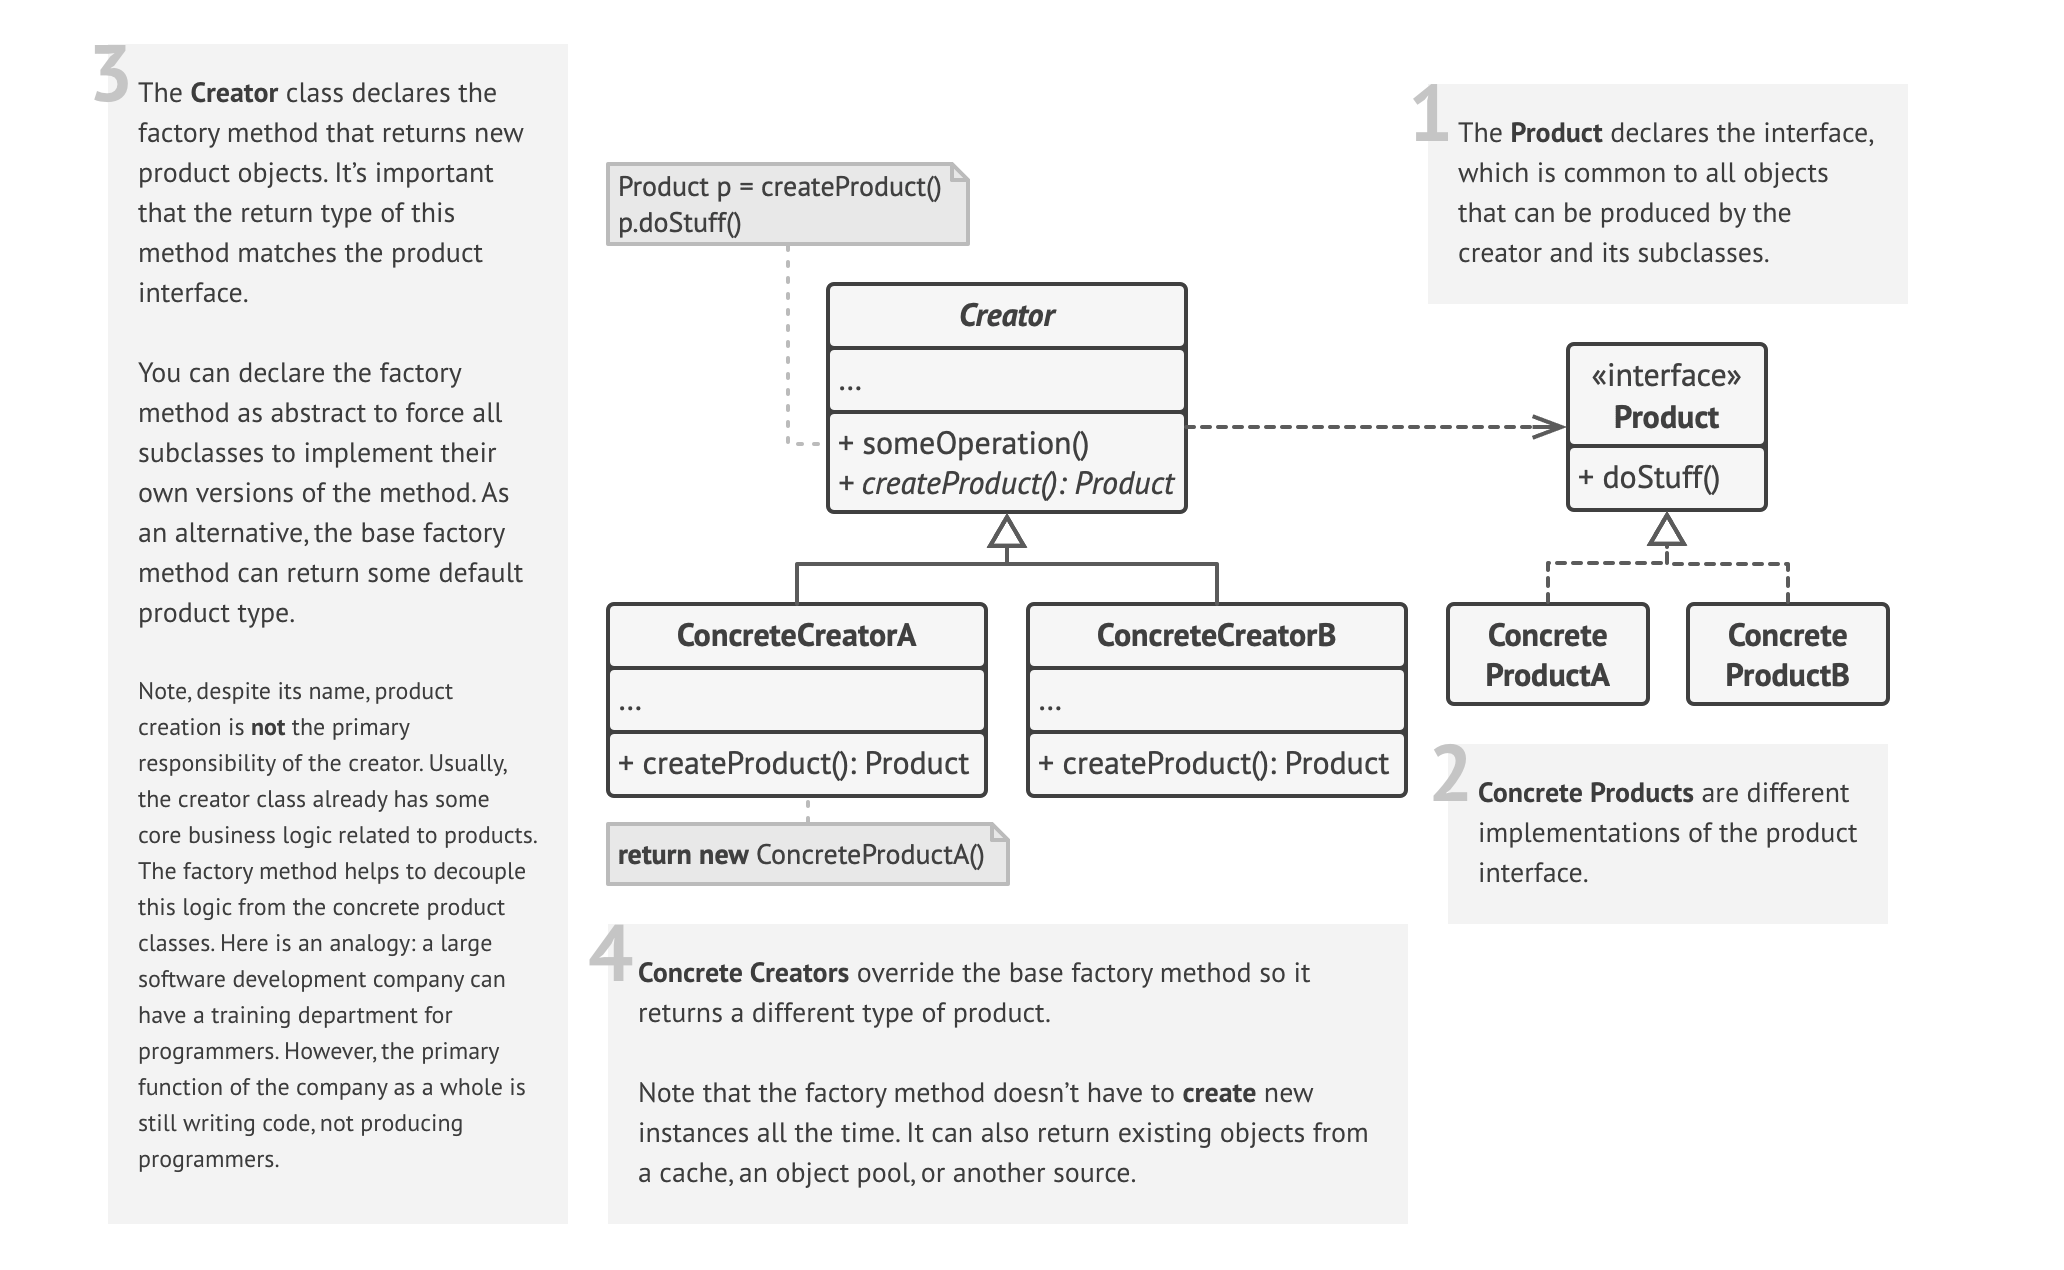 3
The Creator class declares the
factory method that returns new
product objects. It’s important
that the return type of this
method matches the product
interface.
You can declare the factory
method as abstract to force all
subclasses to implement their
own versions of the method. As
an alternative, the base factory
method can return some default
product type.
Note, despite its name, product
creation is not the primary
responsibility of the creator. Usually,
the creator class already has some
core business logic related to products.
The factory method helps to decouple
this logic from the concrete product
classes. Here is an analogy: a large
software development company can
have a training department for
programmers. However, the primary
function of the company as a whole is
still writing code, not producing
programmers.
Product p = createProduct()
p.doStuff()
Creator
...
+ someOperation()
+ createProduct(): Product
ConcreteCreatorA
...
+ createProduct(): Product
return new ConcreteProductA()
ConcreteCreatorB
...
+ createProduct(): Product
1
The Product declares the interface,
which is common to all objects
that can be produced by the
creator and its subclasses.
«interface»
Product
+ doStuff()
Concrete
ProductA
Concrete
ProductB
2
Concrete Products are different
implementations of the product
interface.
4
Concrete Creators override the base factory method so it
returns a different type of product.
Note that the factory method doesn’t have to create new
instances all the time. It can also return existing objects from
a cache, an object pool, or another source.